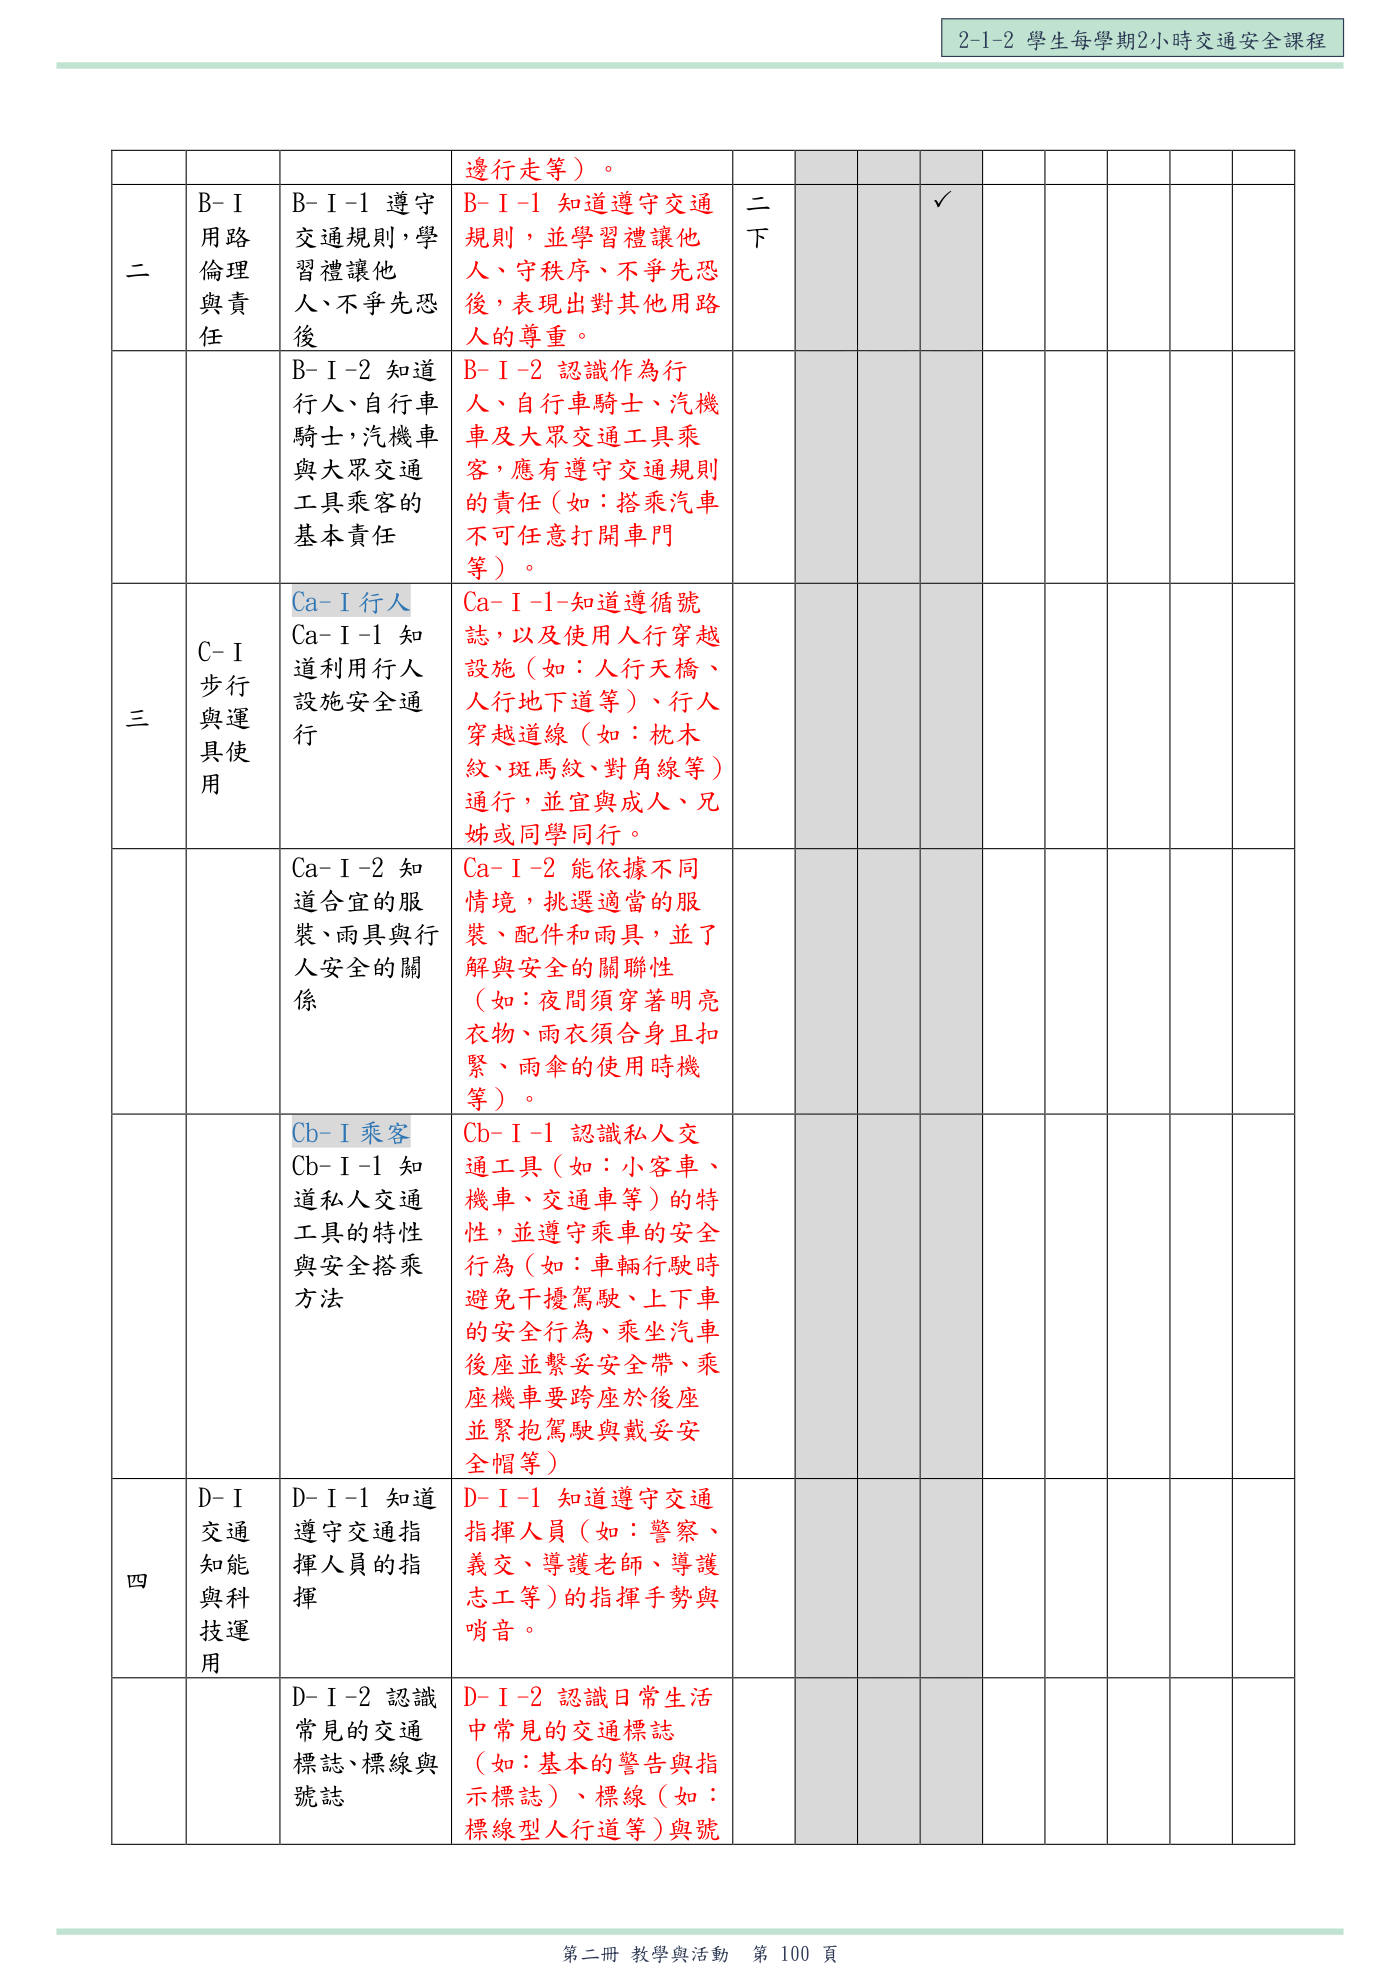 2-1-2 學生每學期2小時交通安全課程
邊行走等）。
二
B-Ⅰ
用路
倫理
與責
任
B-Ⅰ-1 遵守
交通規則，學
習禮讓他
人、不爭先恐
後
B-Ⅰ-1 知道遵守交通
規則，並學習禮讓他
人、守秩序、不爭先恐
後，表現出對其他用路
人的尊重。
二
下
✓
B-Ⅰ-2 知道
行人、自行車
騎士，汽機車
與大眾交通
工具乘客的
基本責任
B-Ⅰ-2 認識作為行
人、自行車騎士、汽機
車及大眾交通工具乘
客，應有遵守交通規則
的責任（如：搭乘汽車
不可任意打開車門
等）。
三
C-Ⅰ
步行
與運
具使
用
Ca-Ⅰ行人
Ca-Ⅰ-1 知
道利用行人
設施安全通
行
Ca-Ⅰ-1-知道遵循號
誌，以及使用人行穿越
設施（如：人行天橋、
人行地下道等）、行人
穿越道線（如：枕木
紋、斑馬紋、對角線等）
通行，並宜與成人、兄
姊或同學同行。
Ca-Ⅰ-2 知
道合宜的服
裝、雨具與行
人安全的關
係
Ca-Ⅰ-2 能依據不同
情境，挑選適當的服
裝、配件和雨具，並了
解與安全的關聯性
（如：夜間須穿著明亮
衣物、雨衣須合身且扣
緊、雨傘的使用時機
等）。
Cb-Ⅰ乘客
Cb-Ⅰ-1 知
道私人交通
工具的特性
與安全搭乘
方法
Cb-Ⅰ-1 認識私人交
通工具（如：小客車、
機車、交通車等）的特
性，並遵守乘車的安全
行為（如：車輛行駛時
避免干擾駕駛、上下車
的安全行為、乘坐汽車
後座並繫妥安全帶、乘
座機車要跨座於後座
並緊抱駕駛與戴妥安
全帽等）
四
D-Ⅰ
交通
知能
與科
技運
用
D-Ⅰ-1 知道
遵守交通指
揮人員的指
揮
D-Ⅰ-1 知道遵守交通
指揮人員（如：警察、
義交、導護老師、導護
志工等）的指揮手勢與
哨音。
D-Ⅰ-2 認識
常見的交通
標誌、標線與
號誌
D-Ⅰ-2 認識日常生活
中常見的交通標誌
（如：基本的警告與指
示標誌）、標線（如：
標線型人行道等）與號
第二冊 教學與活動 第 100 頁